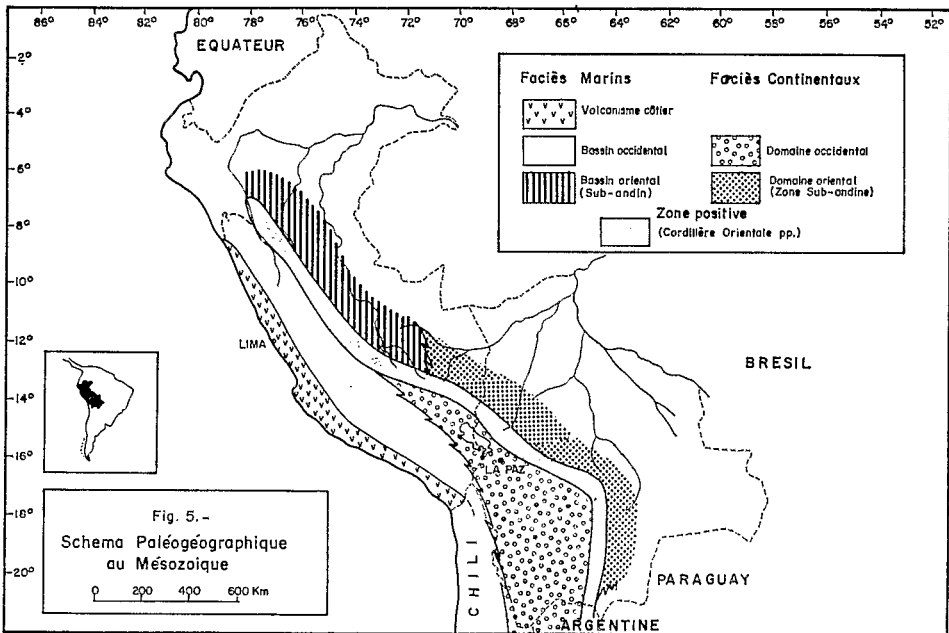 86° 80° 78° 76° 74° 72° 70° 68° 66° 64° 62° 60° 58° 56° 54° 52°
-2°
-4°
-6°
-8°
-10°
-12°
-14°
-16°
-18°
-20°
EQUATEUR
LIMA
LA PAZ
BRESIL
PARAGUAY
CHILI
ARGENTINE
Faciès Marins
Volcanisme côtier
Bassin occidental
Bassin oriental
(Sub-andin)
Faciès Continentaux
Domaine occidental
Domaine oriental
(Zone Sub-andine)
Zone positive
(Cordillère Orientale pp.)
Fig. 5.-
Schema Paléogéographique
au Mésozoique
0 200 400 600 Km